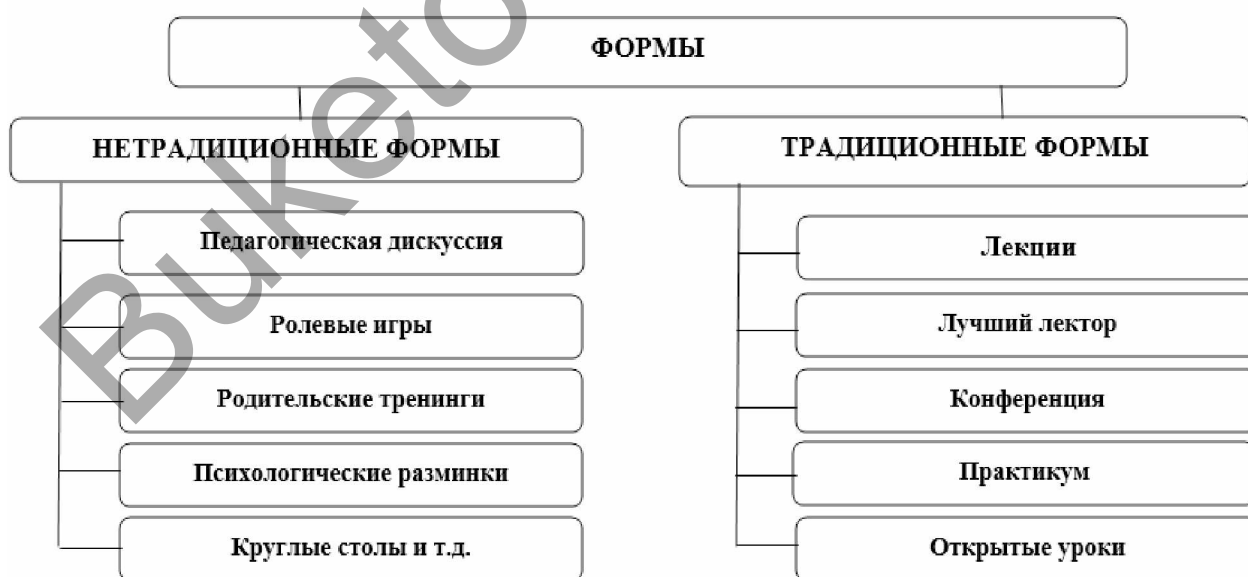 ФОРМЫ
НЕТРАДИЦИОННЫЕ ФОРМЫ
Педагогическая дискуссия
Ролевые игры
Родительские тренинги
Психологические разминки
Круглые столы и т.д.
ТРАДИЦИОННЫЕ ФОРМЫ
Лекции
Лучший лектор
Конференция
Практикум
Открытые уроки
Buketo